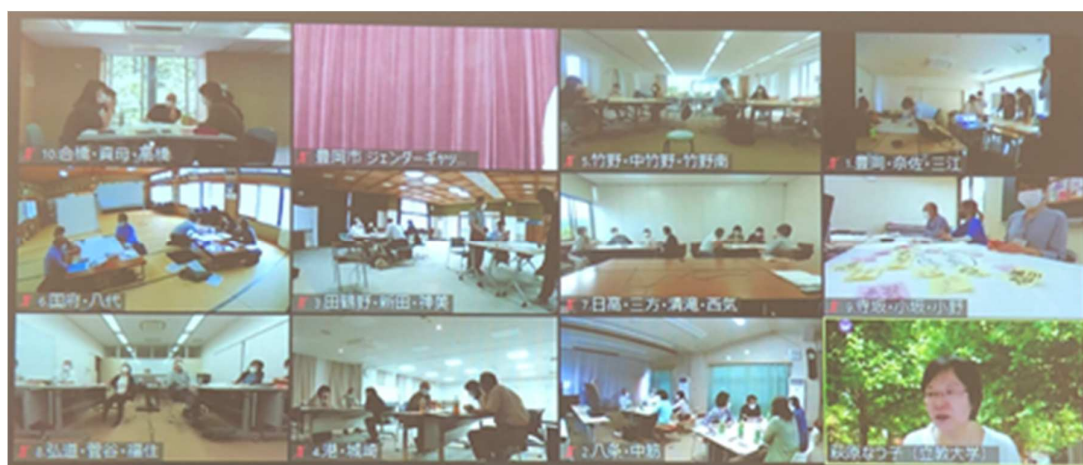 10.合橋・資母・高橋
豊岡市 ジェンダーギャッ...
5.竹野・中竹野・竹野南
1.豊岡・奈佐・三江
6.国府・八代
3.田鶴野・新田・神美
7.日高・三方・清滝・西気
9.寺坂・小坂・小野
8.弘道・菅谷・福住
4.港・城崎
2.八条・中筋
萩原なつ子（立教大学）